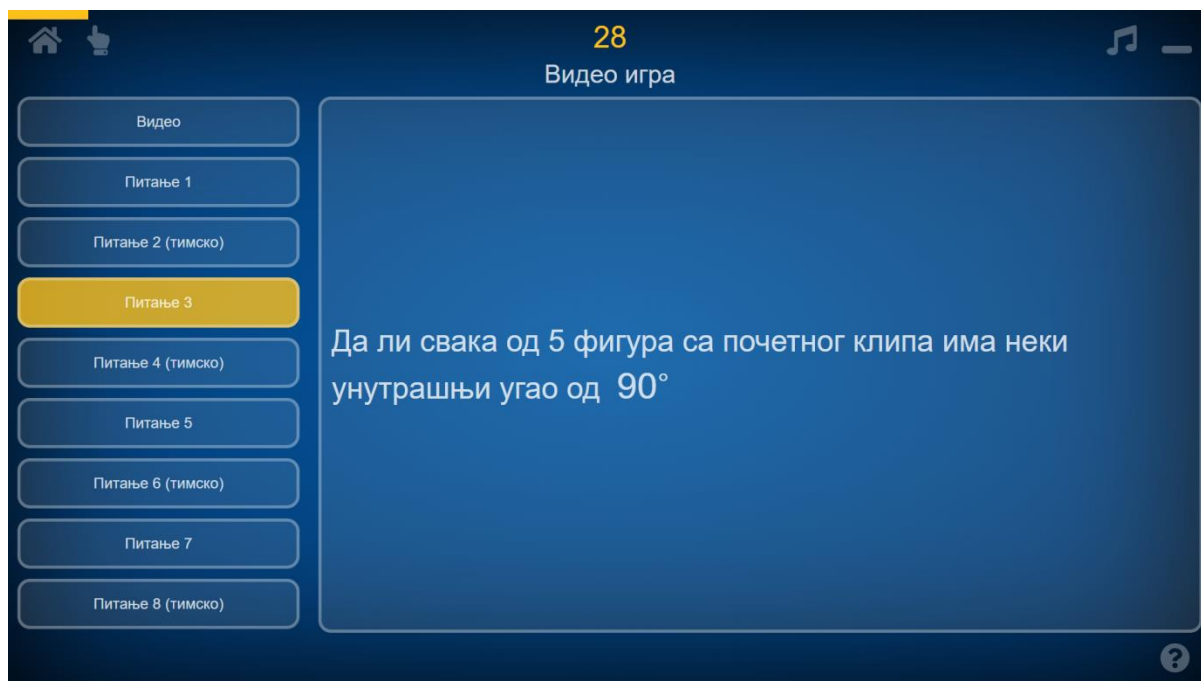 28
Видео игра
Видео
Питање 1
Питање 2 (тимско)
Питање 3
Питање 4 (тимско)
Питање 5
Питање 6 (тимско)
Питање 7
Питање 8 (тимско)
Да ли свака од 5 фигура са почетног клипа има неки
унутрашњи угао од 90°